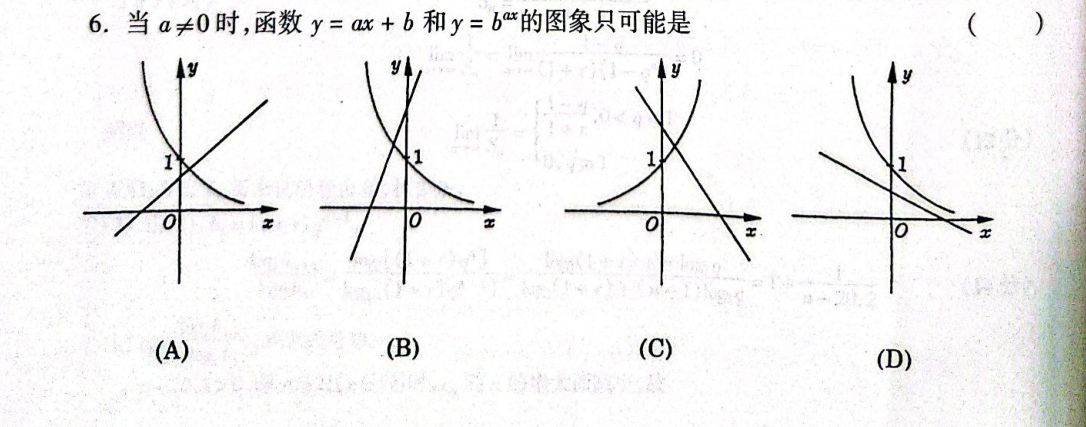 6. 当 a≠0 时,函数 y = ax + b 和 y = b^{ax} 的图象只可能是 ( )
y y y y
1 1 1 1
O x O x O x O x
(A) (B) (C) (D)